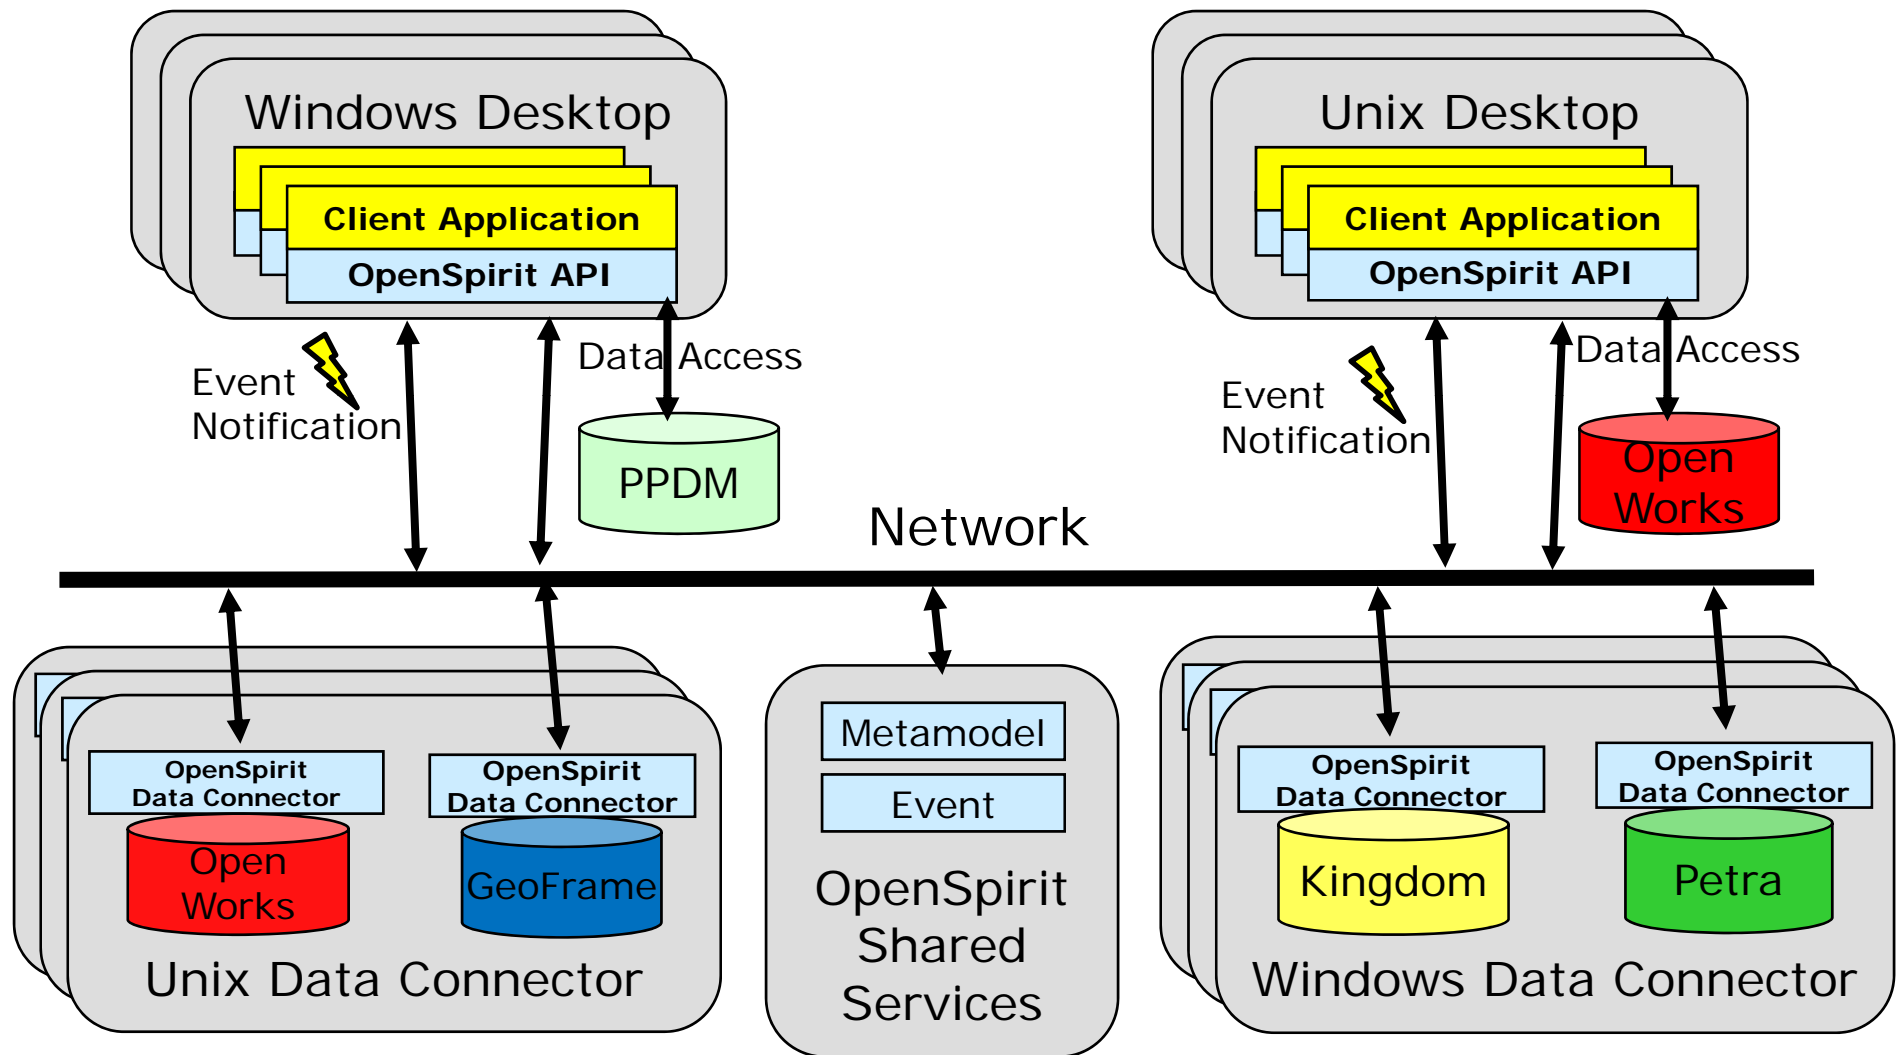 Windows Desktop
Client Application
OpenSpirit API
Unix Desktop
Client Application
OpenSpirit API
Event
Notification
Data Access
PPDM
Event
Notification
Data Access
Open
Works
Network
OpenSpirit
Data Connector
Open
Works
OpenSpirit
Data Connector
GeoFrame
Unix Data Connector
Metamodel
Event
OpenSpirit
Shared
Services
OpenSpirit
Data Connector
Kingdom
OpenSpirit
Data Connector
Petra
Windows Data Connector